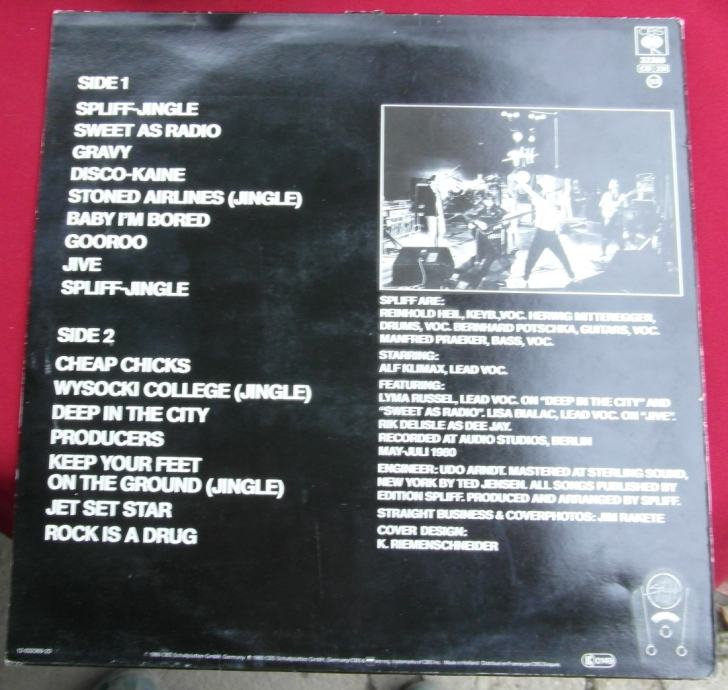 CBS
SIDE 1
SPLIFF-JINGLE
SWEET AS RADIO
GRAVY
DISCO-KAINE
STONED AIRLINES (JINGLE)
BABY I'M BORED
GOOROO
JIVE
SPLIFF-JINGLE
SIDE 2
CHEAP CHICKS
WYSOCKI COLLEGE (JINGLE)
DEEP IN THE CITY
PRODUCERS
KEEP YOUR FEET
ON THE GROUND (JINGLE)
JET SET STAR
ROCK IS A DRUG
SPLIFF ARE:
REINHOLD HEIL, KEYB.,VOC. HERWIG MITTEREGGER,
DRUMS, VOC. BERNHARD POTSCHKA, GUITARS, VOC.
MANFRED PRAEKER, BASS, VOC.
STARRING:
ALF KLIMAX, LEAD VOC.
FEATURING:
LYMA RUSSEL, LEAD VOC. ON "DEEP IN THE CITY" AND
"SWEET AS RADIO". LISA BIALAC, LEAD VOC. ON "JIVE".
RIK DELISLE AS DEE JAY.
RECORDED AT AUDIO STUDIOS, BERLIN
MAY-JULI 1980
ENGINEER: UDO ARNDT. MASTERED AT STERLING SOUND,
NEW YORK BY TED JENSEN. ALL SONGS PUBLISHED BY
EDITION SPLIFF. PRODUCED AND ARRANGED BY SPLIFF.
STRAIGHT BUSINESS & COVERPHOTOS: JIM RAKETE
COVER DESIGN:
K. RIEMENSCHNEIDER